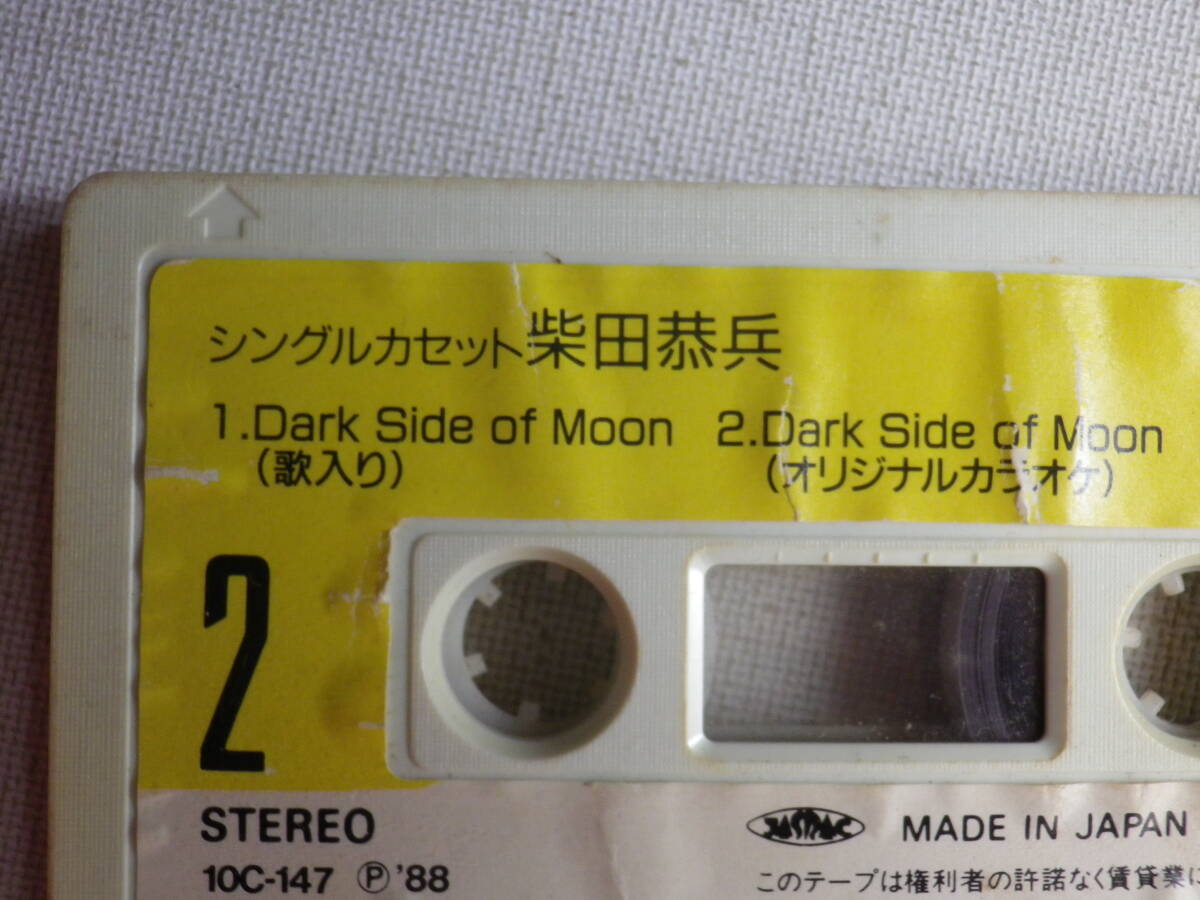 シングルカセット柴田恭兵
1.Dark Side of Moon 2.Dark Side of Moon
(歌入り) (オリジナルカラオケ)
2
STEREO
JASRAC MADE IN JAPAN
10C-147 Ⓟ'88
このテープは権利者の許諾なく賃貸業に